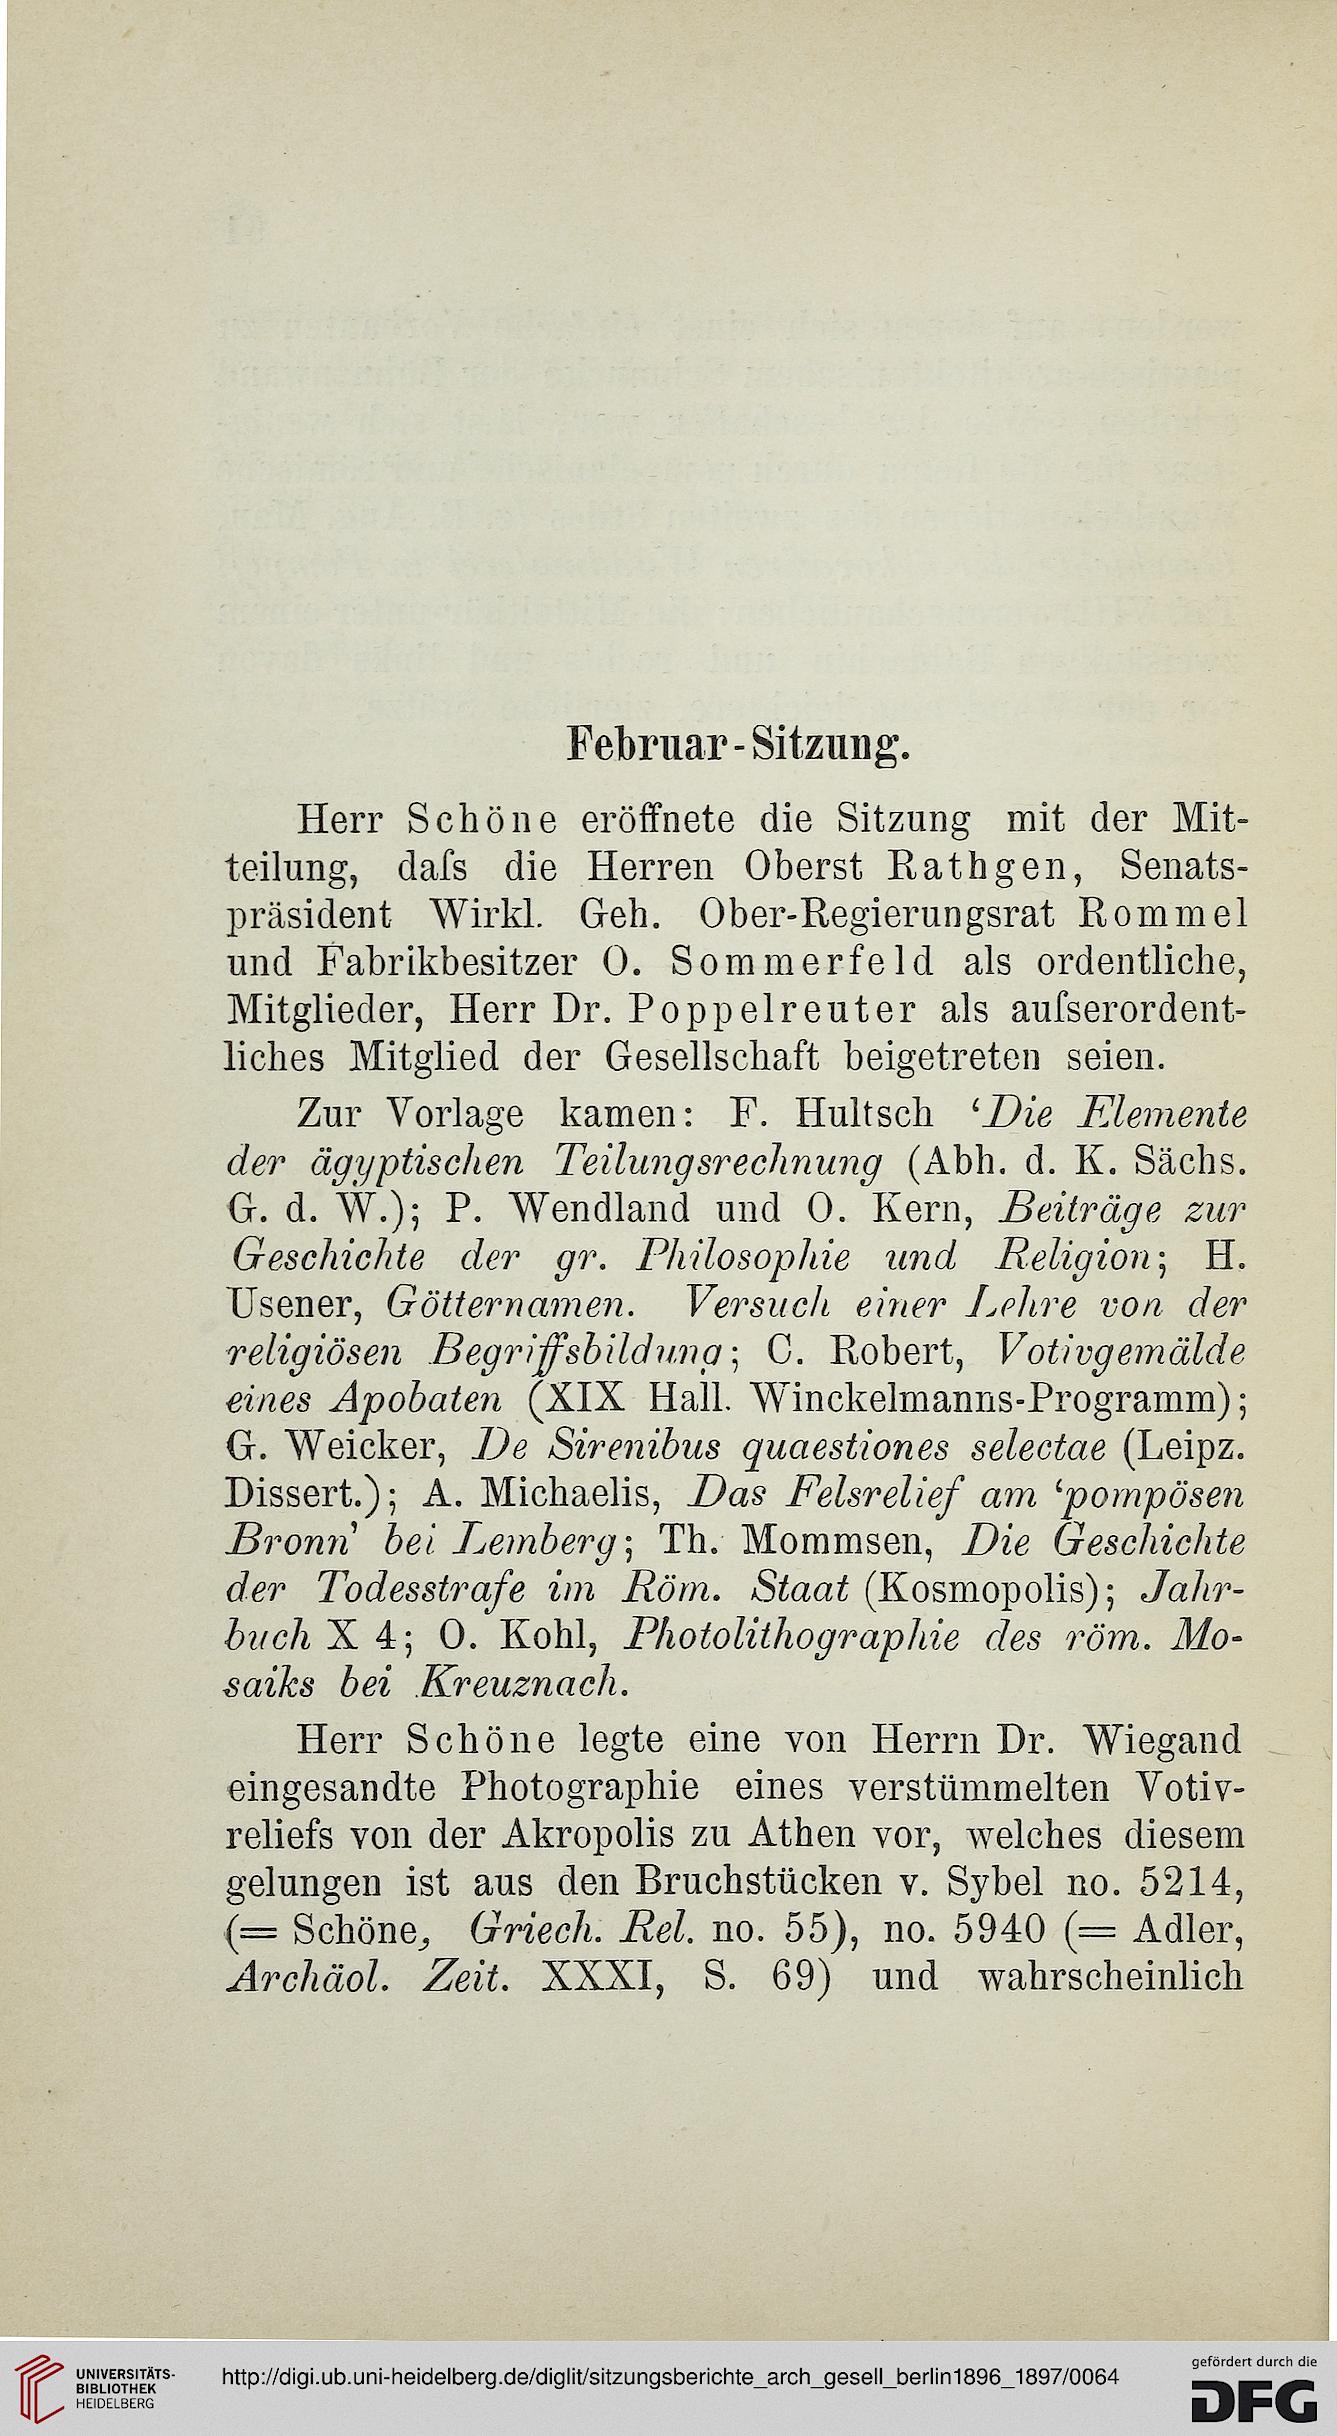 Februar-Sitzung.
Herr Schöne eröffnete die Sitzung mit der Mit-
teilung, daſs die Herren Oberst Rathgen, Senats-
präsident Wirkl. Geh. Ober-Regierungsrat Rommel
und Fabrikbesitzer O. Sommerfeld als ordentliche,
Mitglieder, Herr Dr. Poppelreuter als auſserordent-
liches Mitglied der Gesellschaft beigetreten seien.
Zur Vorlage kamen: F. Hultsch ‘Die Elemente
der ägyptischen Teilungsrechnung (Abh. d. K. Sächs.
G. d. W.); P. Wendland und O. Kern, Beiträge zur
Geschichte der gr. Philosophie und Religion; H.
Usener, Götternamen. Versuch einer Lehre von der
religiösen Begriffsbildung; C. Robert, Votivgemälde
eines Apobaten (XIX Hall. Winckelmanns-Programm);
G. Weicker, De Sirenibus quaestiones selectae (Leipz.
Dissert.); A. Michaelis, Das Felsrelief am ‘pompösen
Bronn’ bei Lemberg; Th. Mommsen, Die Geschichte
der Todesstrafe im Röm. Staat (Kosmopolis); Jahr-
buch X 4; O. Kohl, Photolithographie des röm. Mo-
saiks bei Kreuznach.
Herr Schöne legte eine von Herrn Dr. Wiegand
eingesandte Photographie eines verstümmelten Votiv-
reliefs von der Akropolis zu Athen vor, welches diesem
gelungen ist aus den Bruchstücken v. Sybel no. 5214,
(= Schöne, Griech. Rel. no. 55), no. 5940 (= Adler,
Archäol. Zeit. XXXI, S. 69) und wahrscheinlich
UNIVERSITÄTS-
BIBLIOTHEK
HEIDELBERG
http://digi.ub.uni-heidelberg.de/diglit/sitzungsberichte_arch_gesell_berlin1896_1897/0064
gefördert durch die
DFG